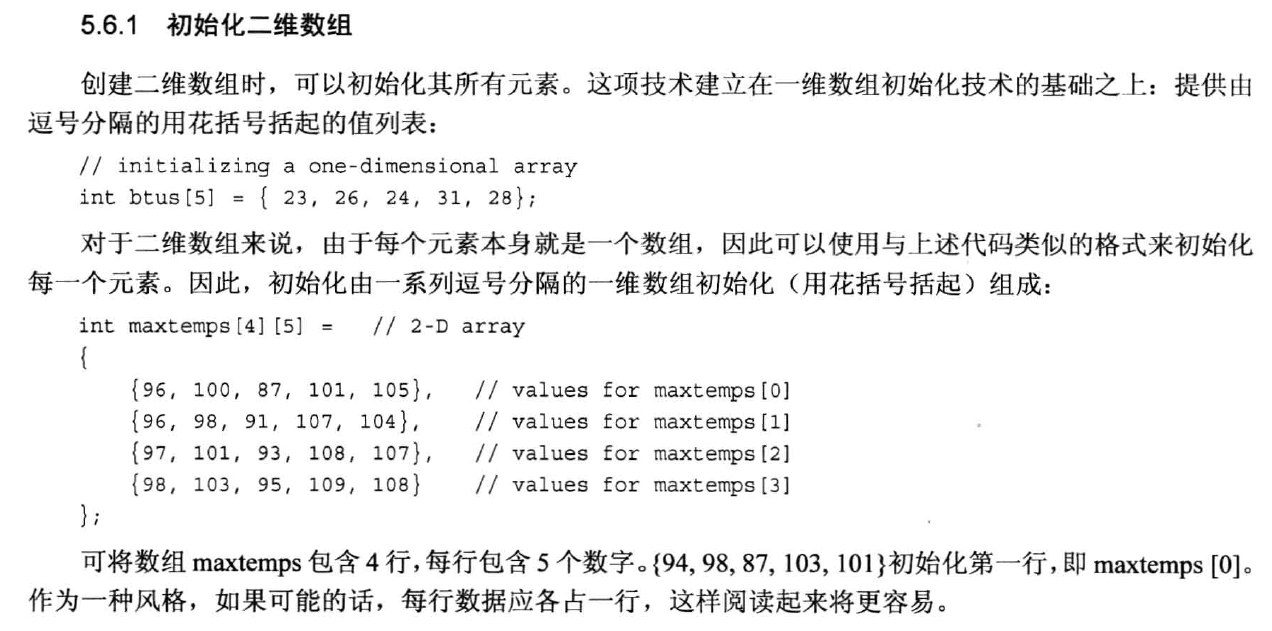 5.6.1 初始化二维数组
创建二维数组时，可以初始化其所有元素。这项技术建立在一维数组初始化技术的基础之上：提供由
逗号分隔的用花括号括起的值列表：
// initializing a one-dimensional array
int btus[5] = { 23, 26, 24, 31, 28};
对于二维数组来说，由于每个元素本身就是一个数组，因此可以使用与上述代码类似的格式来初始化
每一个元素。因此，初始化由一系列逗号分隔的一维数组初始化（用花括号括起）组成：
int maxtemps[4][5] = // 2-D array
{
{96, 100, 87, 101, 105}, // values for maxtemps[0]
{96, 98, 91, 107, 104}, // values for maxtemps[1]
{97, 101, 93, 108, 107}, // values for maxtemps[2]
{98, 103, 95, 109, 108} // values for maxtemps[3]
};
可将数组 maxtemps 包含 4 行，每行包含 5 个数字。{94, 98, 87, 103, 101}初始化第一行，即 maxtemps [0]。
作为一种风格，如果可能的话，每行数据应各占一行，这样阅读起来将更容易。